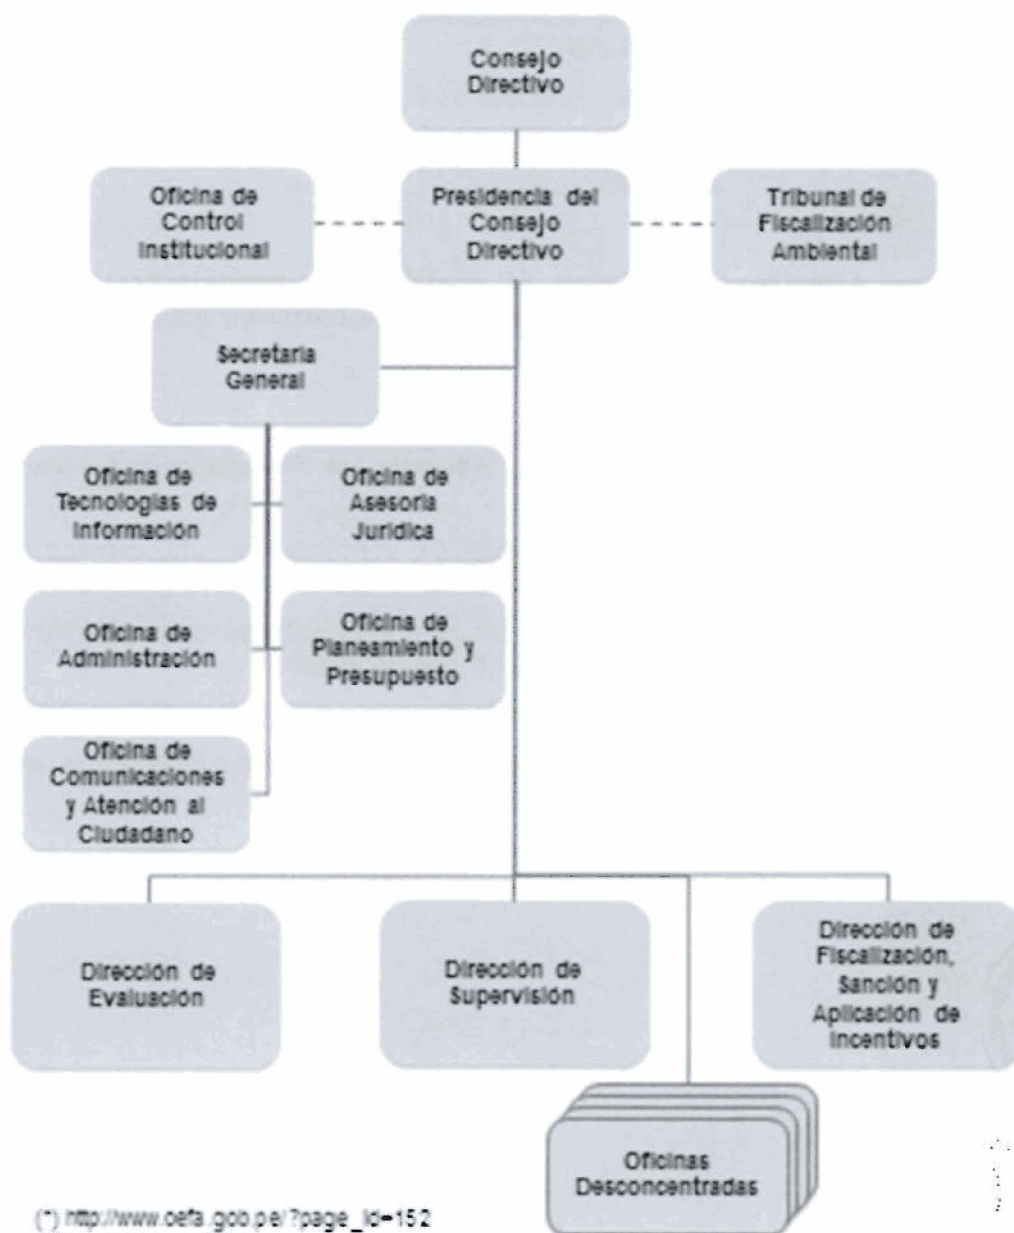 Consejo
Directivo
Oficina de
Control
Institucional
Presidencia del
Consejo
Directivo
Tribunal de
Fiscalización
Ambiental
Secretaria
General
Oficina de
Tecnologías de
Información
Oficina de
Asesoría
Jurídica
Oficina de
Administración
Oficina de
Planeamiento y
Presupuesto
Oficina de
Comunicaciones
y Atención al
Ciudadano
Dirección de
Evaluación
Dirección de
Supervisión
Dirección de
Fiscalización,
Sanción y
Aplicación de
Incentivos
Oficinas
Desconcentradas
(*) http://www.oefa.gob.pe/?page_id=152